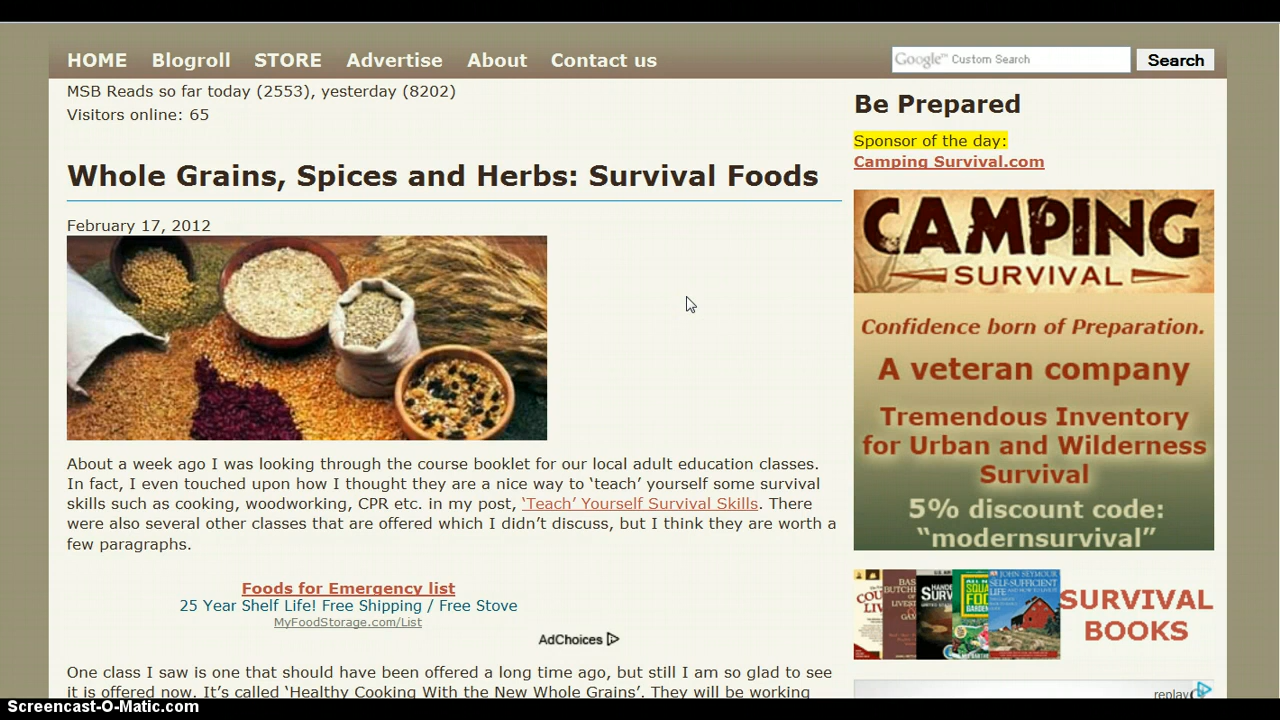 HOME Blogroll STORE Advertise About Contact us
Google™ Custom Search Search
MSB Reads so far today (2553), yesterday (8202)
Visitors online: 65
Whole Grains, Spices and Herbs: Survival Foods
February 17, 2012
About a week ago I was looking through the course booklet for our local adult education classes.
In fact, I even touched upon how I thought they are a nice way to ‘teach’ yourself some survival
skills such as cooking, woodworking, CPR etc. in my post, ‘Teach’ Yourself Survival Skills. There
were also several other classes that are offered which I didn’t discuss, but I think they are worth a
few paragraphs.
Foods for Emergency list
25 Year Shelf Life! Free Shipping / Free Stove
MyFoodStorage.com/List
AdChoices
One class I saw is one that should have been offered a long time ago, but still I am so glad to see
it is offered now. It’s called ‘Healthy Cooking With the New Whole Grains’. They will be working
Be Prepared
Sponsor of the day:
Camping Survival.com
CAMPING
SURVIVAL
Confidence born of Preparation.
A veteran company
Tremendous Inventory
for Urban and Wilderness
Survival
5% discount code:
“modernsurvival”
JOHN SEYMOUR
SELF-SUFFICIENT
LIFE
SURVIVAL
BOOKS
replay
Screencast-O-Matic.com